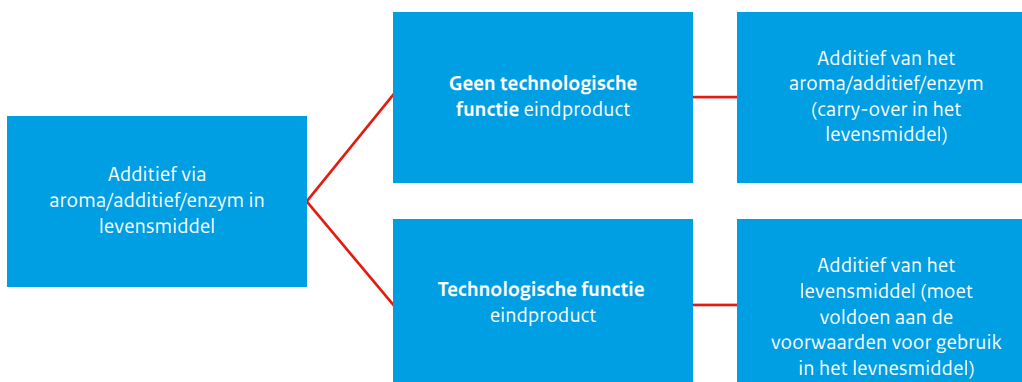 Additief via
aroma/additief/enzym in
levensmiddel
Geen technologische
functie eindproduct
Additief van het
aroma/additief/enzym
(carry-over in het
levensmiddel)
Technologische functie
eindproduct
Additief van het
levensmiddel (moet
voldoen aan de
voorwaarden voor gebruik
in het levnesmiddel)